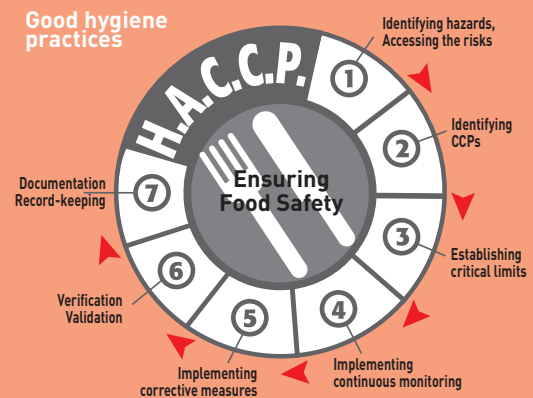 Good hygiene
practices
H.A.C.C.P.
1
Identifying hazards,
Accessing the risks
2
Identifying
CCPs
3
Establishing
critical limits
4
Implementing
continuous monitoring
5
Implementing
corrective measures
6
Verification
Validation
7
Documentation
Record-keeping
Ensuring
Food Safety